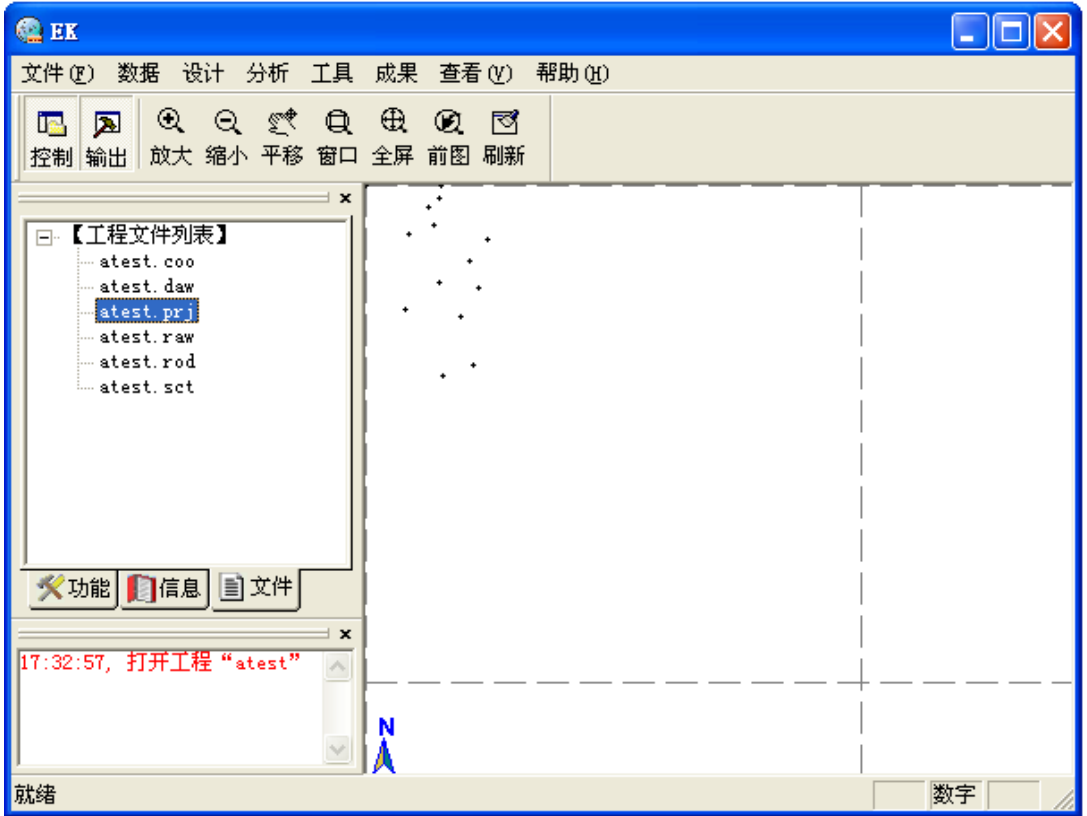 EK
文件(F) 数据 设计 分析 工具 成果 查看(V) 帮助(H)
控制 输出 放大 缩小 平移 窗口 全屏 前图 刷新
【工程文件列表】
atest.coo
atest.daw
atest.prj
atest.raw
atest.rod
atest.sct
功能 信息 文件
17:32:57, 打开工程“atest”
N
就绪 数字